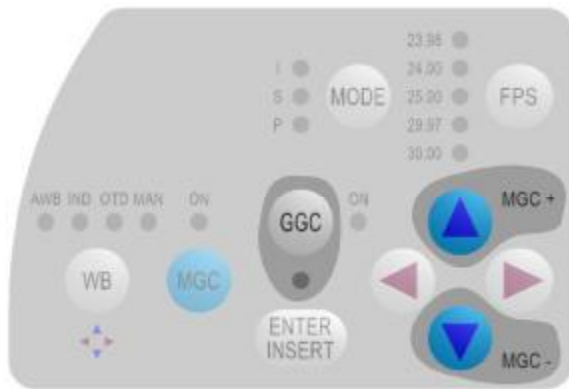 23.98
24.00
25.00
29.97
30.00
I
S
P
MODE
FPS
AWB IND OTD MAN
ON
GGC
ON
MGC +
WB
MGC
ENTER
INSERT
MGC -